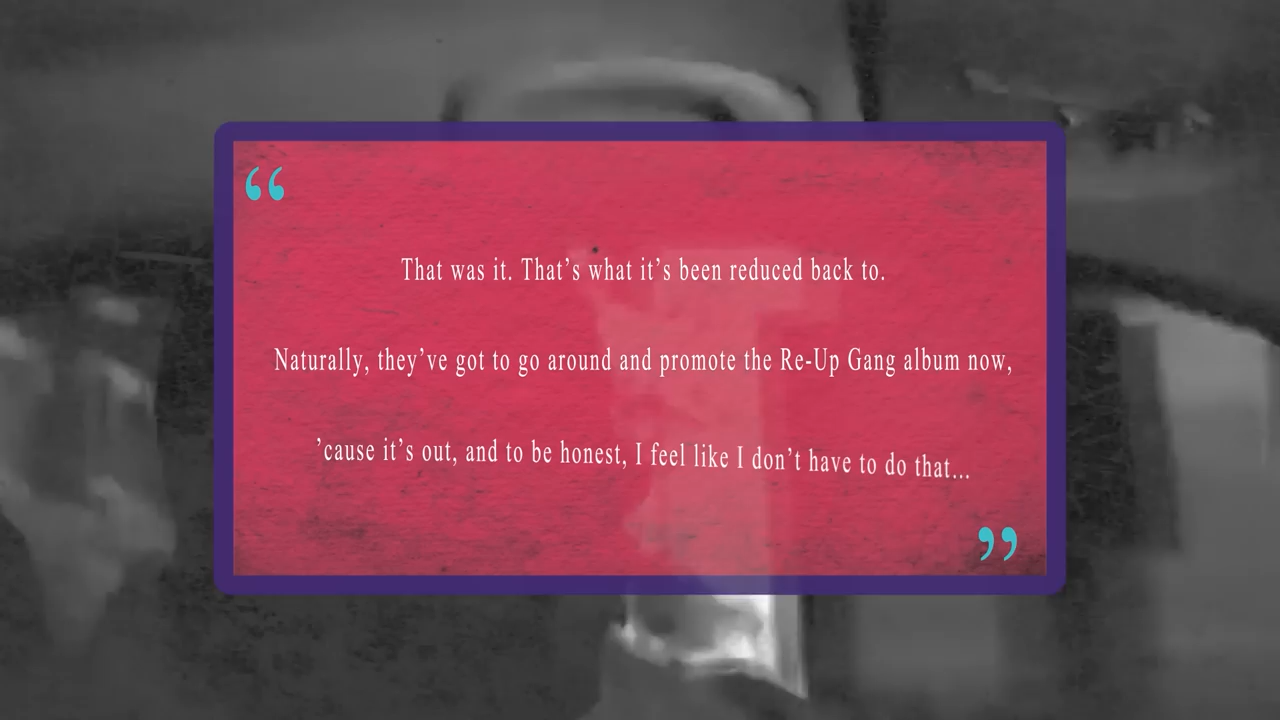 “
That was it. That’s what it’s been reduced back to.
Naturally, they’ve got to go around and promote the Re-Up Gang album now,
’cause it’s out, and to be honest, I feel like I don’t have to do that...
”